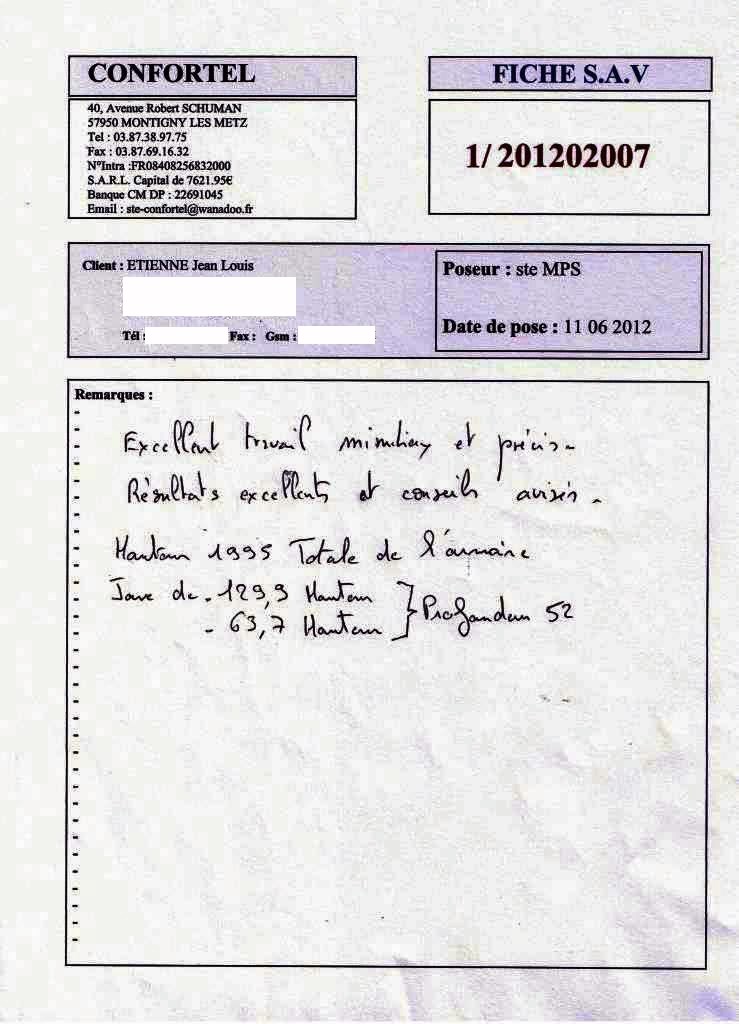 CONFORTEL
40, Avenue Robert SCHUMAN
57950 MONTIGNY LES METZ
Tel : 03.87.38.97.75
Fax : 03.87.69.16.32
N°Intra :FR08408256832000
S.A.R.L. Capital de 7621.95€
Banque CM DP : 22691045
Email : ste-confortel@wanadoo.fr
FICHE S.A.V
1/ 201202007
Client : ETIENNE Jean Louis
Tél : Fax : Gsm :
Poseur : ste MPS
Date de pose : 11 06 2012
Remarques :
Excellent travail et précis -
Résultats excellents et conseils avisés -
Hauteur 1995 Totale de l'armoire
Joue de - 129,9 Hauteur
- 63,7 Hauteur } Profondeur 52